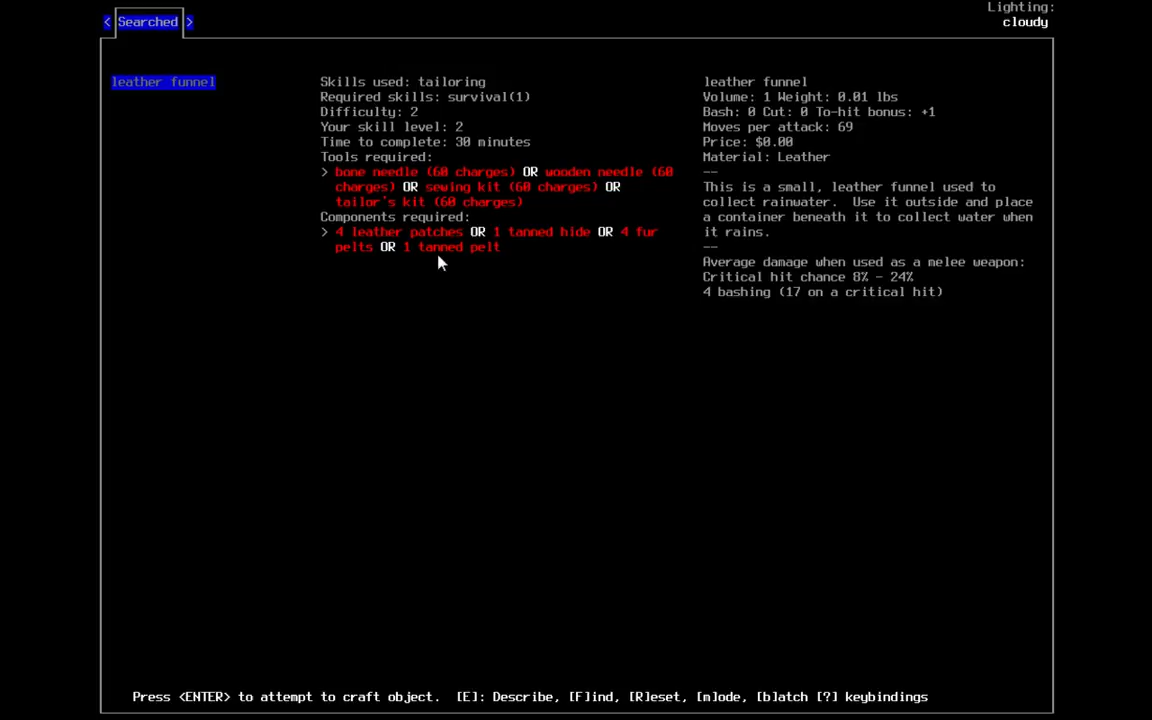 Lighting:
< Searched >
cloudy
leather funnel
Skills used: tailoring
Required skills: survival(1)
Difficulty: 2
Your skill level: 2
Time to complete: 30 minutes
Tools required:
> bone needle (60 charges) OR wooden needle (60
charges) OR sewing kit (60 charges) OR
tailor's kit (60 charges)
Components required:
> 4 leather patches OR 1 tanned hide OR 4 fur
pelts OR 1 tanned pelt
leather funnel
Volume: 1 Weight: 0.01 lbs
Bash: 0 Cut: 0 To-hit bonus: +1
Moves per attack: 69
Price: $0.00
Material: Leather
--
This is a small, leather funnel used to
collect rainwater.  Use it outside and place
a container beneath it to collect water when
it rains.
--
Average damage when used as a melee weapon:
Critical hit chance 8% - 24%
4 bashing (17 on a critical hit)
Press <ENTER> to attempt to craft object.  [E]: Describe, [F]ind, [R]eset, [m]ode, [b]atch [?] keybindings